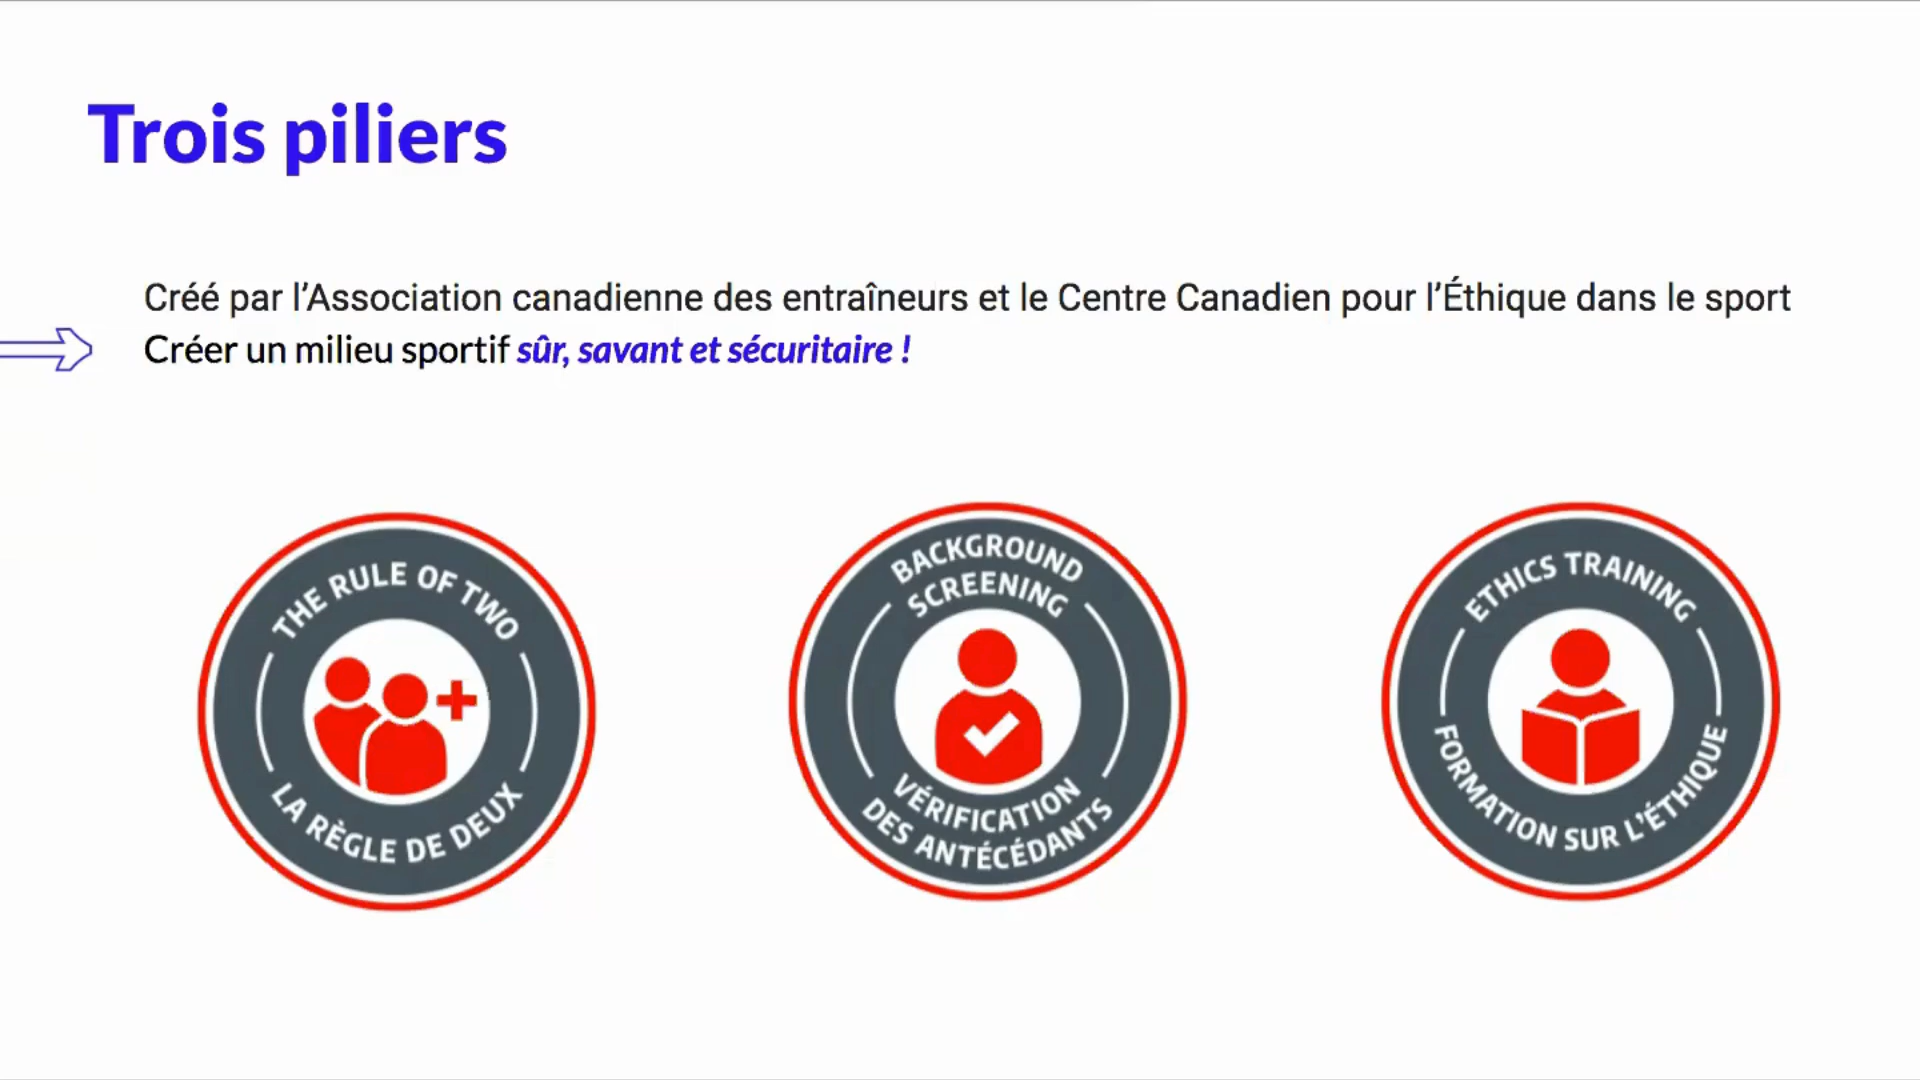 Trois piliers
Créé par l’Association canadienne des entraîneurs et le Centre Canadien pour l’Éthique dans le sport
Créer un milieu sportif sûr, savant et sécuritaire !
THE RULE OF TWO
LA RÈGLE DE DEUX
BACKGROUND
SCREENING
VÉRIFICATION
DES ANTÉCÉDANTS
ETHICS TRAINING
FORMATION SUR L’ÉTHIQUE